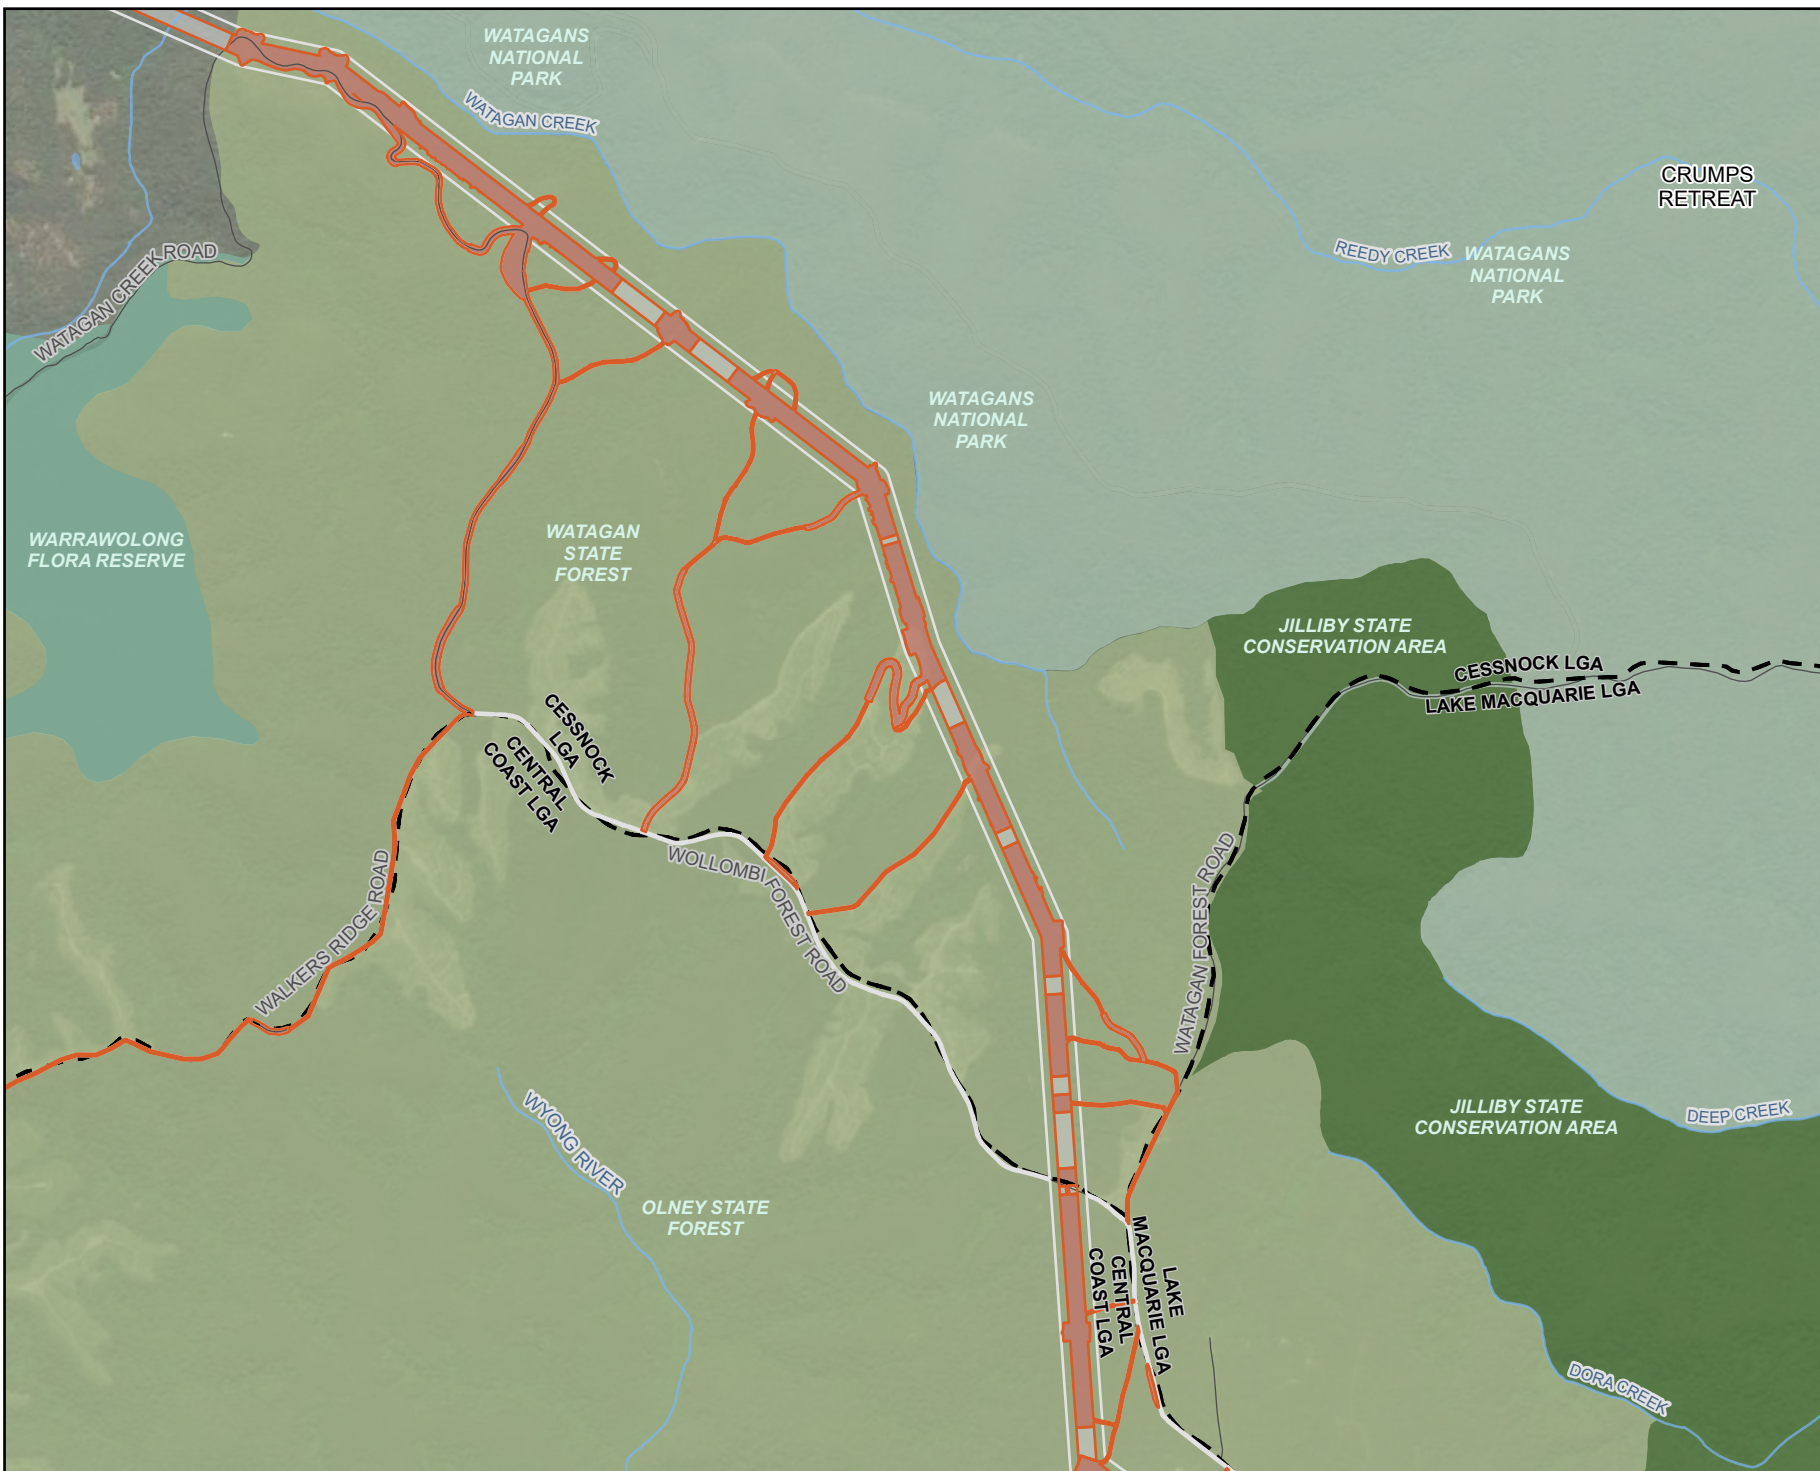 WATAGANS
NATIONAL
PARK
WATAGAN CREEK
CRUMPS
RETREAT
REEDY CREEK
WATAGANS
NATIONAL
PARK
WATAGAN CREEK ROAD
WATAGANS
NATIONAL
PARK
WARRAWOLONG
FLORA RESERVE
WATAGAN
STATE
FOREST
JILLIBY STATE
CONSERVATION AREA
CESSNOCK LGA
LAKE MACQUARIE LGA
CESSNOCK
LGA
CENTRAL
COAST LGA
WOLLOMBI FOREST ROAD
WALKERS RIDGE ROAD
WATAGAN FOREST ROAD
WYONG RIVER
JILLIBY STATE
CONSERVATION AREA
DEEP CREEK
OLNEY STATE
FOREST
LAKE
MACQUARIE LGA
CENTRAL
COAST LGA
DORA CREEK